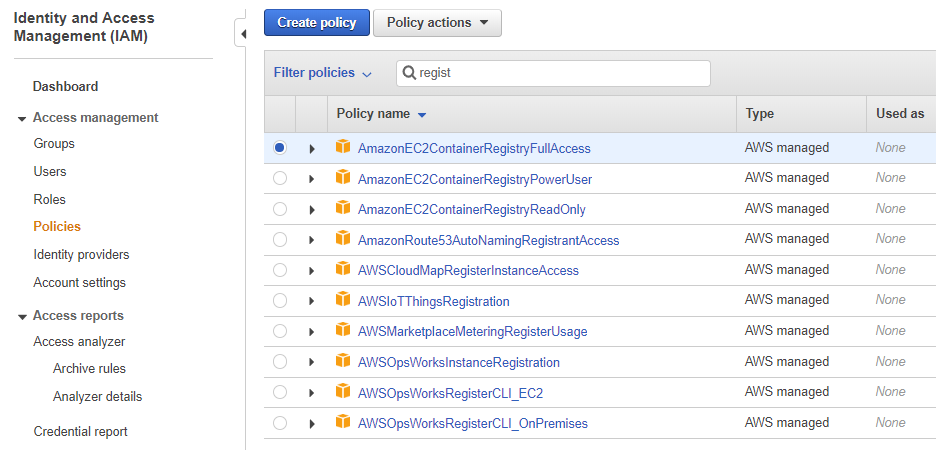 Identity and Access
Management (IAM)
Dashboard
Access management
Groups
Users
Roles
Policies
Identity providers
Account settings
Access reports
Access analyzer
Archive rules
Analyzer details
Credential report
Create policy Policy actions
Filter policies regist
Policy name Type Used as
AmazonEC2ContainerRegistryFullAccess AWS managed None
AmazonEC2ContainerRegistryPowerUser AWS managed None
AmazonEC2ContainerRegistryReadOnly AWS managed None
AmazonRoute53AutoNamingRegistrantAccess AWS managed None
AWSCloudMapRegisterInstanceAccess AWS managed None
AWSIoTThingsRegistration AWS managed None
AWSMarketplaceMeteringRegisterUsage AWS managed None
AWSOpsWorksInstanceRegistration AWS managed None
AWSOpsWorksRegisterCLI_EC2 AWS managed None
AWSOpsWorksRegisterCLI_OnPremises AWS managed None